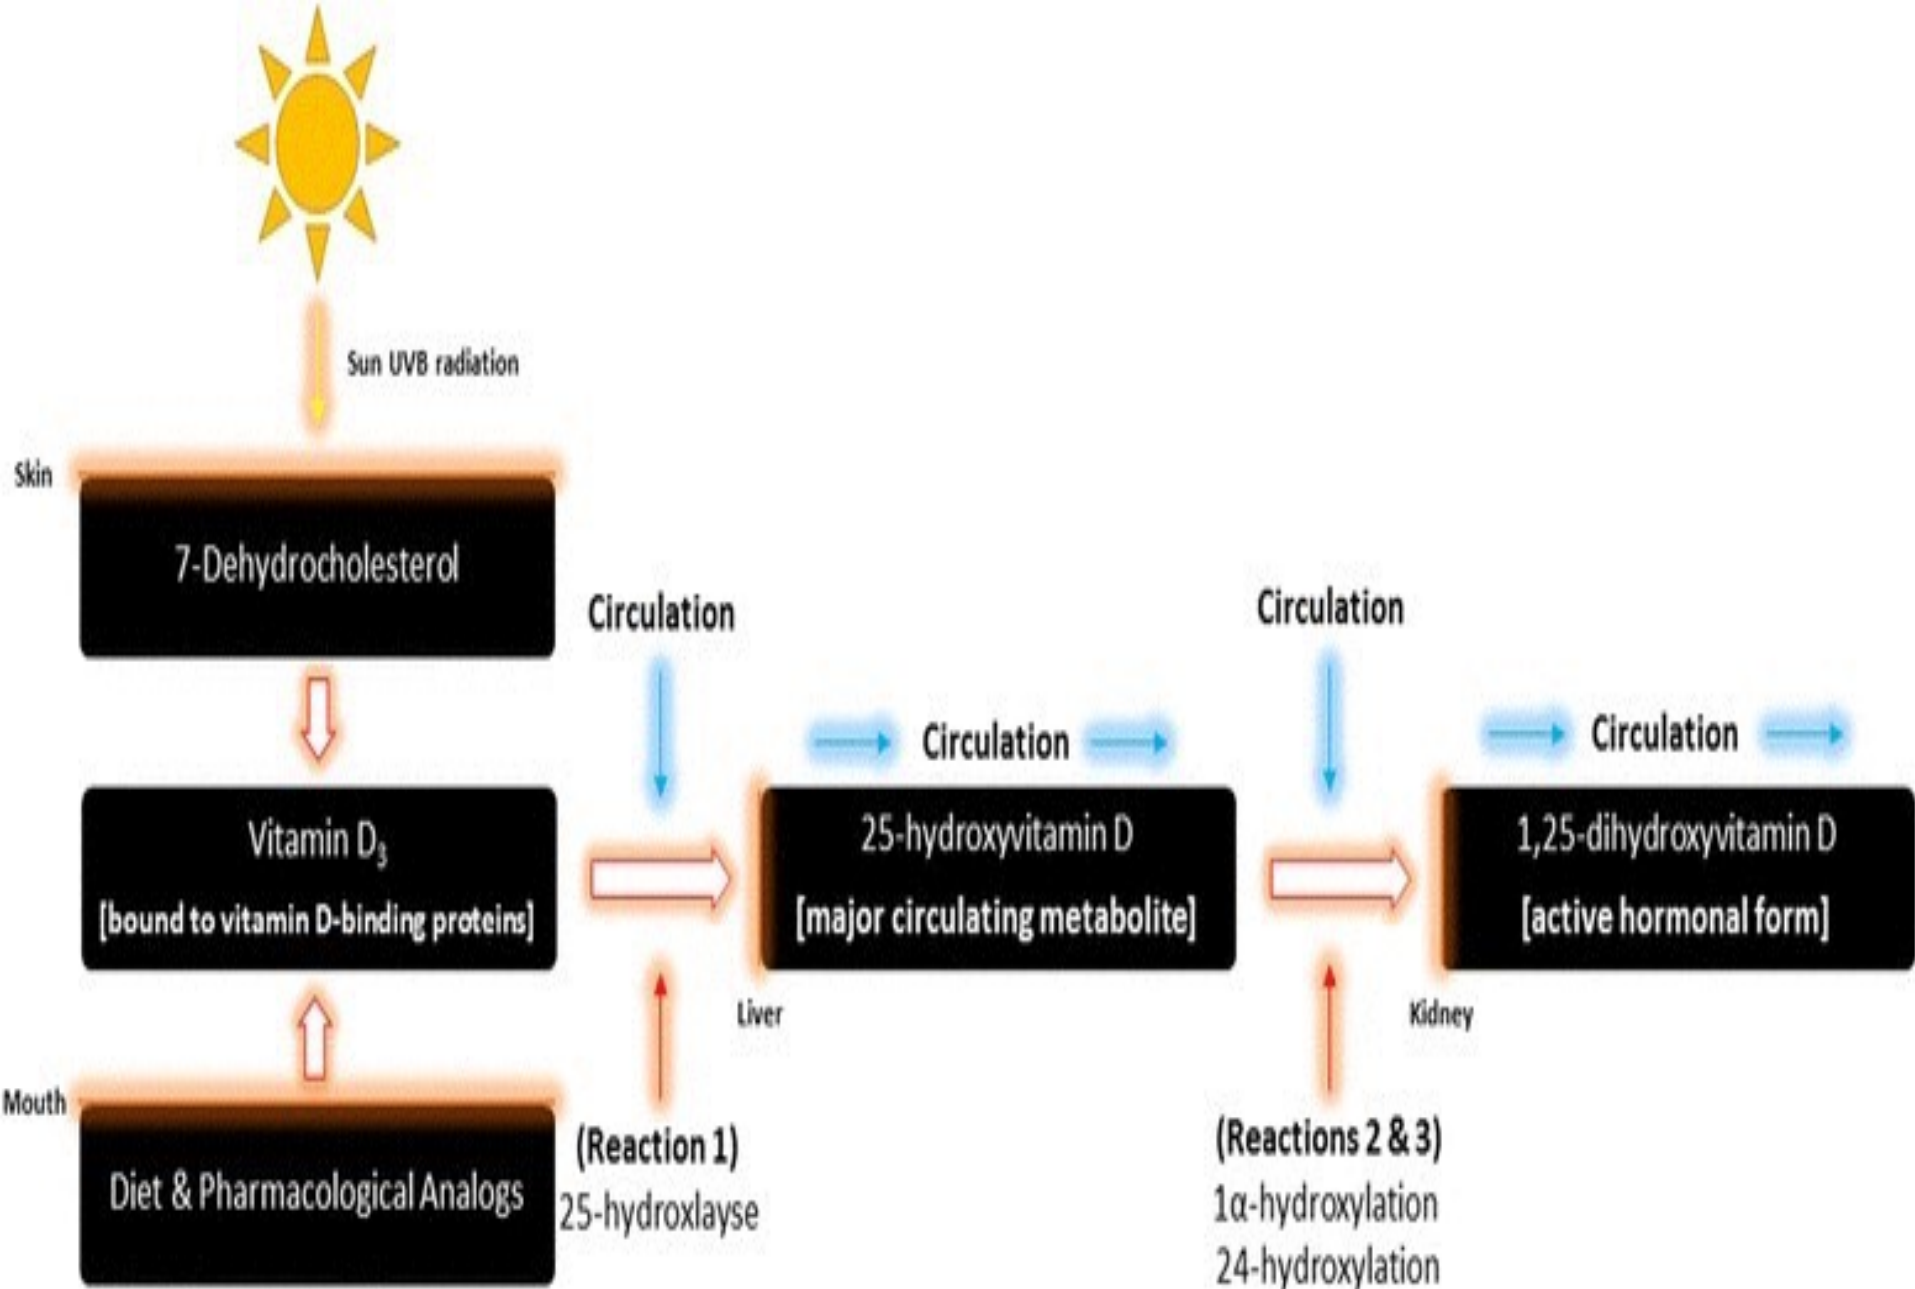 Sun UVB radiation
Skin
7-Dehydrocholesterol
Circulation
Circulation
Circulation
Circulation
Vitamin D₃
[bound to vitamin D-binding proteins]
25-hydroxyvitamin D
[major circulating metabolite]
1,25-dihydroxyvitamin D
[active hormonal form]
Liver
Kidney
Mouth
Diet & Pharmacological Analogs
(Reaction 1)
25-hydroxlayse
(Reactions 2 & 3)
1α-hydroxylation
24-hydroxylation